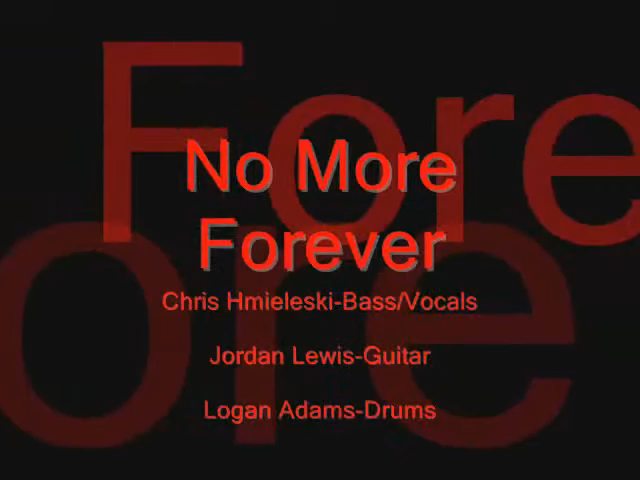 No More
Forever
Chris Hmieleski-Bass/Vocals
Jordan Lewis-Guitar
Logan Adams-Drums
Fore
ore